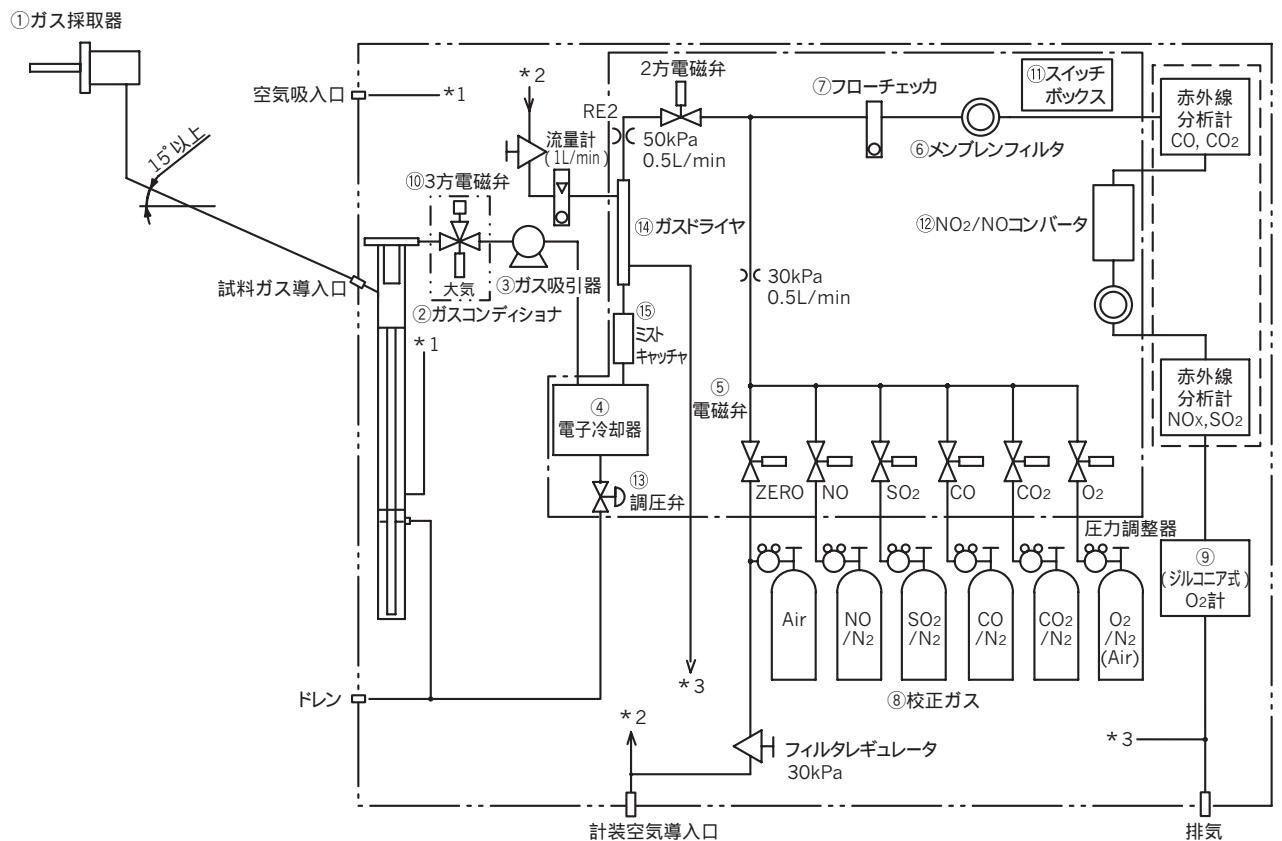 ①ガス採取器
15°以上
空気吸入口
*1
*2
2方電磁弁
RE2
50kPa
0.5L/min
流量計
(1L/min)
⑦フローチェッカ
⑪スイッチ
ボックス
⑥メンブレンフィルタ
赤外線
分析計
CO, CO2
⑩3方電磁弁
大気
試料ガス導入口
②ガスコンディショナ
③ガス吸引器
⑭ガスドライヤ
⑫NO2/NOコンバータ
30kPa
0.5L/min
*1
⑮
ミスト
キャッチャ
④
電子冷却器
⑤
電磁弁
赤外線
分析計
NOX,SO2
⑬
調圧弁
ZERO
NO
SO2
CO
CO2
O2
圧力調整器
Air
NO
/N2
SO2
/N2
CO
/N2
CO2
/N2
O2
/N2
(Air)
⑨
(ジルコニア式)
O2計
ドレン
*3
⑧校正ガス
*2
フィルタレギュレータ
30kPa
*3
計装空気導入口
排気